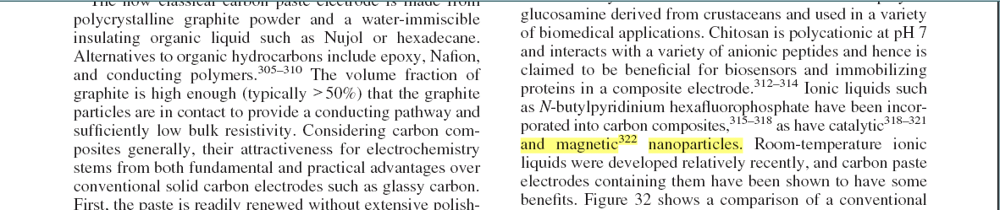 The now classical carbon paste electrode is made from
polycrystalline graphite powder and a water-immiscible
insulating organic liquid such as Nujol or hexadecane.
Alternatives to organic hydrocarbons include epoxy, Nafion,
and conducting polymers.305–310 The volume fraction of
graphite is high enough (typically >50%) that the graphite
particles are in contact to provide a conducting pathway and
sufficiently low bulk resistivity. Considering carbon com-
posites generally, their attractiveness for electrochemistry
stems from both fundamental and practical advantages over
conventional solid carbon electrodes such as glassy carbon.
First, the paste is readily renewed without extensive polish-
glucosamine derived from crustaceans and used in a variety
of biomedical applications. Chitosan is polycationic at pH 7
and interacts with a variety of anionic peptides and hence is
claimed to be beneficial for biosensors and immobilizing
proteins in a composite electrode.312–314 Ionic liquids such
as N-butylpyridinium hexafluorophosphate have been incor-
porated into carbon composites,315–318 as have catalytic318–321
and magnetic322 nanoparticles. Room-temperature ionic
liquids were developed relatively recently, and carbon paste
electrodes containing them have been shown to have some
benefits. Figure 32 shows a comparison of a conventional